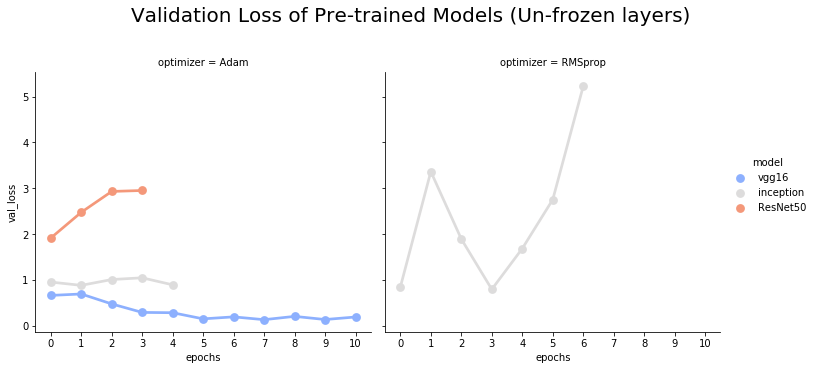 Validation Loss of Pre-trained Models (Un-frozen layers)
optimizer = Adam
optimizer = RMSprop
5
4
3
2
1
0
val_loss
0 1 2 3 4 5 6 7 8 9 10
epochs
0 1 2 3 4 5 6 7 8 9 10
epochs
model
vgg16
inception
ResNet50